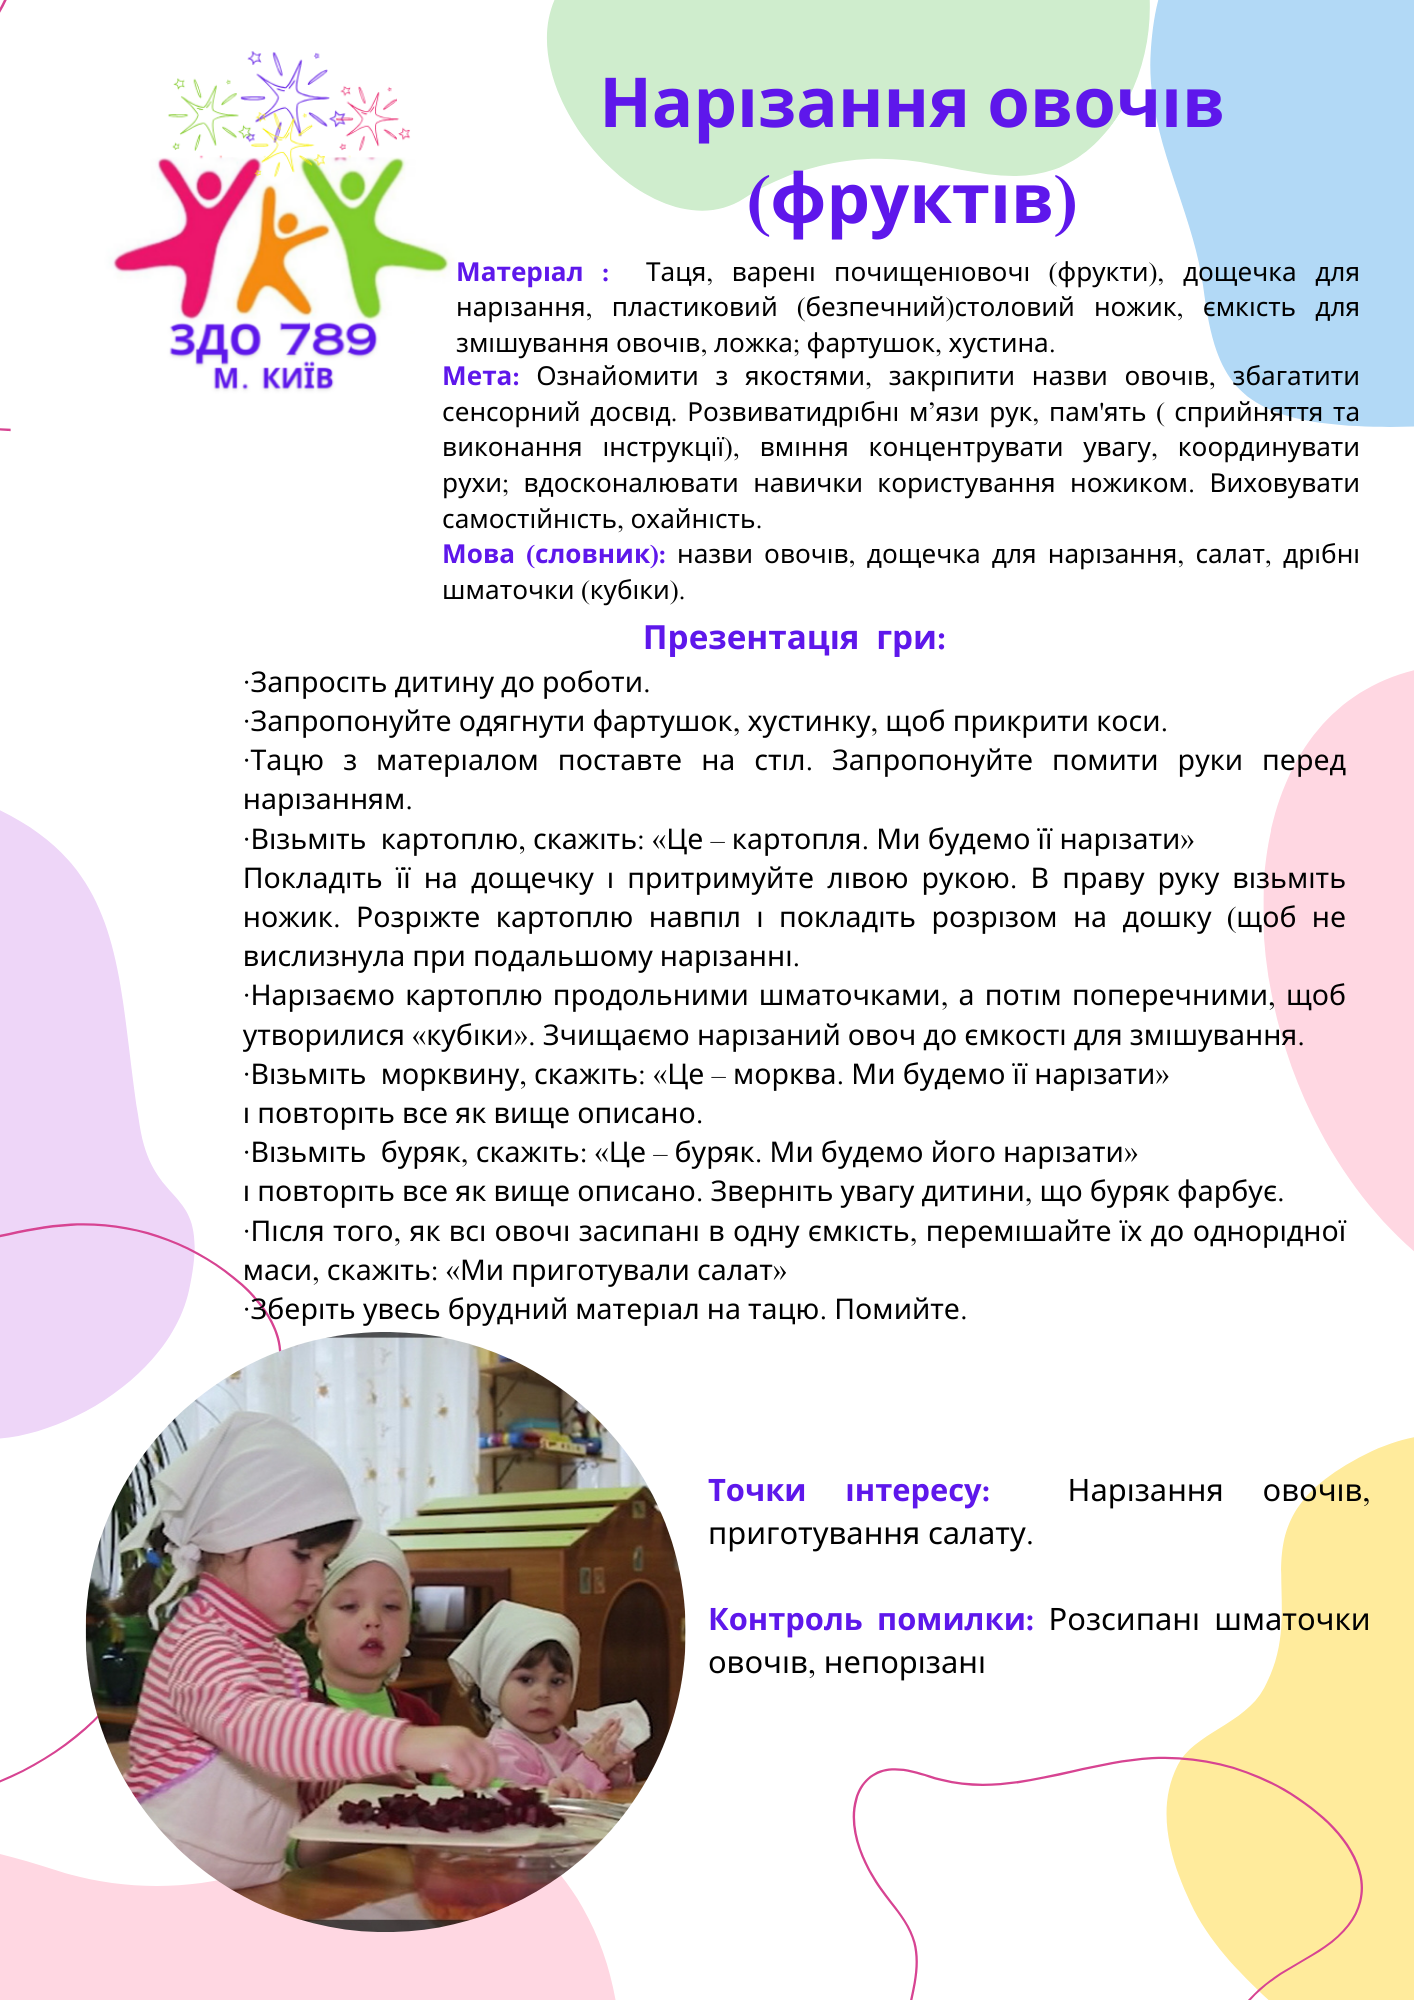 Нарізання овочів
(фруктів)
ЗДО 789
М. КИЇВ
Матеріал : Таця, варені почищеніовочі (фрукти), дощечка для
нарізання, пластиковий (безпечний)столовий ножик, ємкість для
змішування овочів, ложка; фартушок, хустина.
Мета: Ознайомити з якостями, закріпити назви овочів, збагатити
сенсорний досвід. Розвиватидрібні м’язи рук, пам'ять ( сприйняття та
виконання інструкції), вміння концентрувати увагу, координувати
рухи; вдосконалювати навички користування ножиком. Виховувати
самостійність, охайність.
Мова (словник): назви овочів, дощечка для нарізання, салат, дрібні
шматочки (кубіки).
Презентація гри:
·Запросіть дитину до роботи.
·Запропонуйте одягнути фартушок, хустинку, щоб прикрити коси.
·Тацю з матеріалом поставте на стіл. Запропонуйте помити руки перед
нарізанням.
·Візьміть картоплю, скажіть: «Це – картопля. Ми будемо її нарізати»
Покладіть її на дощечку і притримуйте лівою рукою. В праву руку візьміть
ножик. Розріжте картоплю навпіл і покладіть розрізом на дошку (щоб не
вислизнула при подальшому нарізанні.
·Нарізаємо картоплю продольними шматочками, а потім поперечними, щоб
утворилися «кубіки». Зчищаємо нарізаний овоч до ємкості для змішування.
·Візьміть морквину, скажіть: «Це – морква. Ми будемо її нарізати»
і повторіть все як вище описано.
·Візьміть буряк, скажіть: «Це – буряк. Ми будемо його нарізати»
і повторіть все як вище описано. Зверніть увагу дитини, що буряк фарбує.
·Після того, як всі овочі засипані в одну ємкість, перемішайте їх до однорідної
маси, скажіть: «Ми приготували салат»
·Зберіть увесь брудний матеріал на тацю. Помийте.
Точки інтересу: Нарізання овочів,
приготування салату.
Контроль помилки: Розсипані шматочки
овочів, непорізані